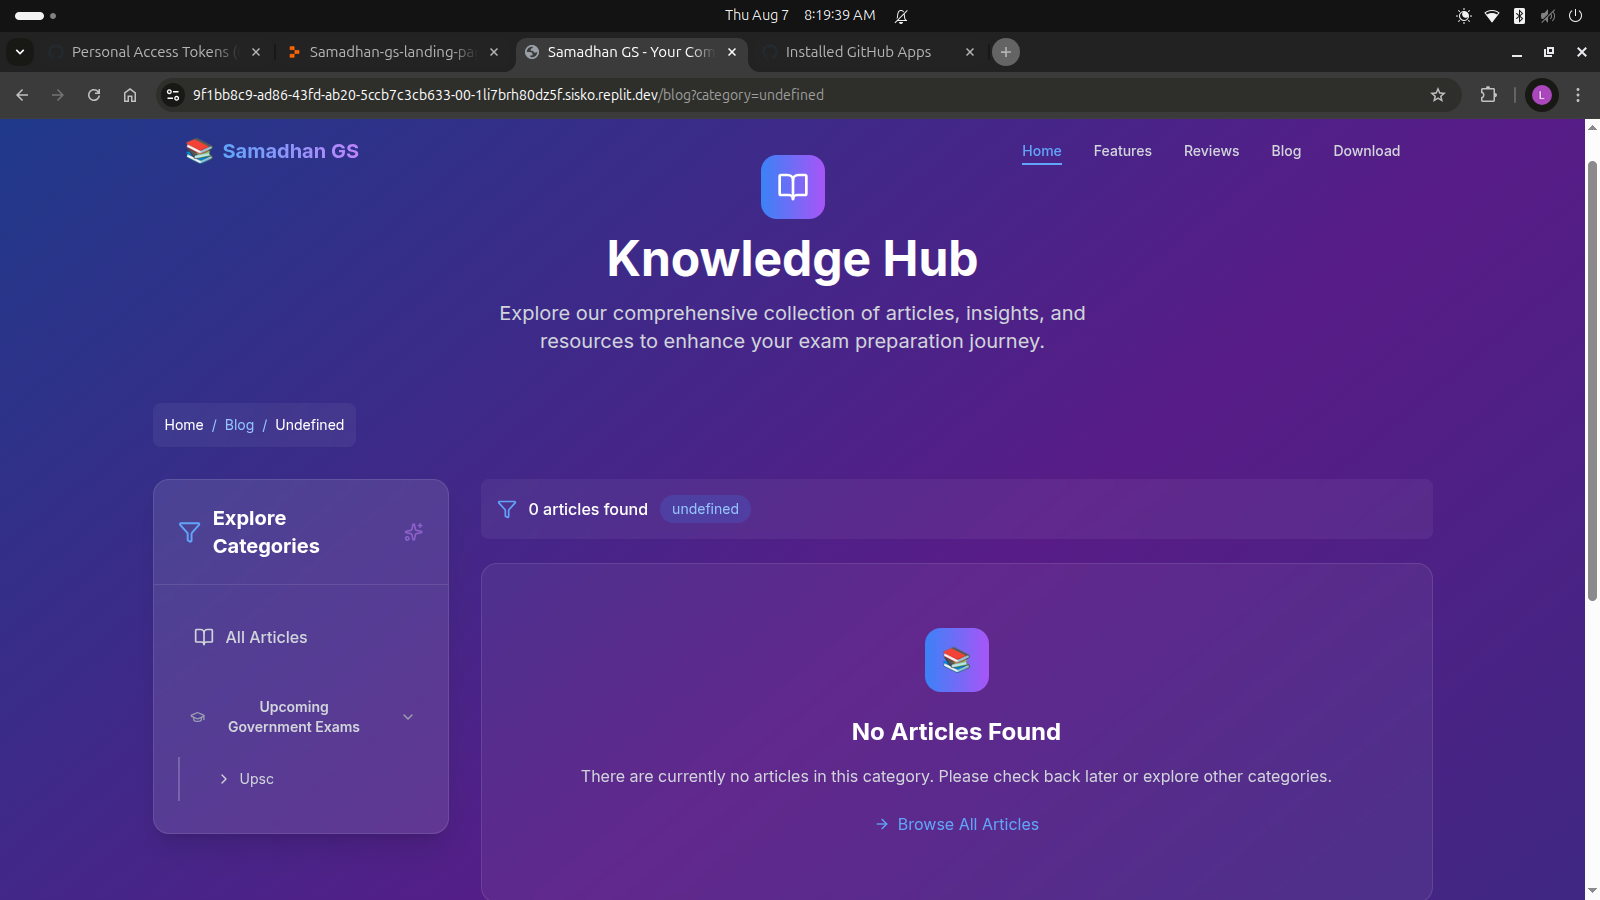 Thu Aug 7 8:19:39 AM
Personal Access Tokens (
Samadhan-gs-landing-pa
Samadhan GS - Your Com
Installed GitHub Apps
9f1bb8c9-ad86-43fd-ab20-5ccb7c3cb633-00-1li7brh80dz5f.sisko.replit.dev/blog?category=undefined
L
Samadhan GS
Home
Features
Reviews
Blog
Download
Knowledge Hub
Explore our comprehensive collection of articles, insights, and
resources to enhance your exam preparation journey.
Home / Blog / Undefined
Explore
Categories
All Articles
Upcoming
Government Exams
Upsc
0 articles found undefined
No Articles Found
There are currently no articles in this category. Please check back later or explore other categories.
Browse All Articles